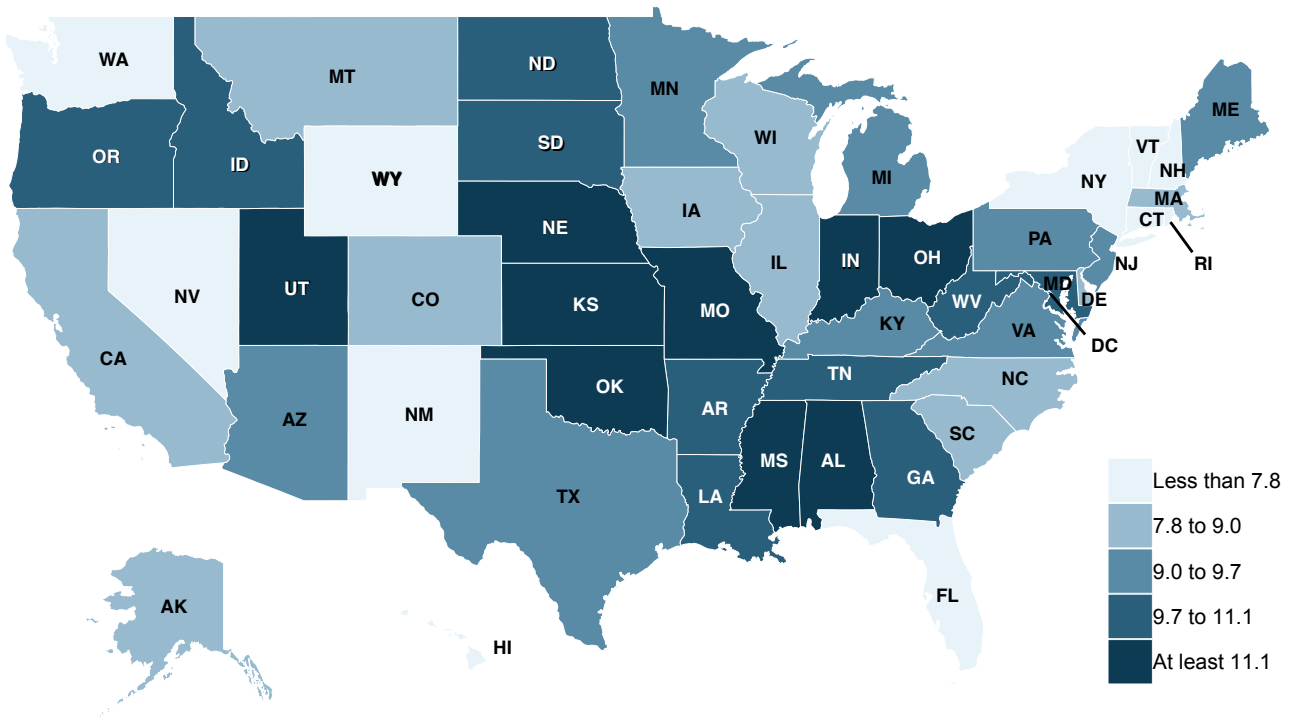 WA
MT
ND
MN
ME
OR
ID
SD
WI
VT
NH
WY
MI
NY
MA
IA
CT
NE
PA
NV
UT
CO
IL
IN
OH
NJ
RI
KS
MO
WV
MD
DE
CA
KY
VA
DC
AZ
NM
OK
AR
TN
NC
SC
MS
AL
GA
TX
LA
FL
AK
HI
Less than 7.8
7.8 to 9.0
9.0 to 9.7
9.7 to 11.1
At least 11.1